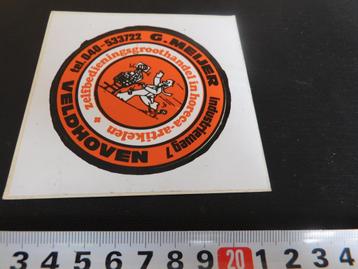 tel 040-533722 G. MEIJER Industrieweg 7
VELDHOVEN
zelfbedieningsgroothandel in horeca-artikelen
3 4 5 6 7 8 9 20 1 2 3 4